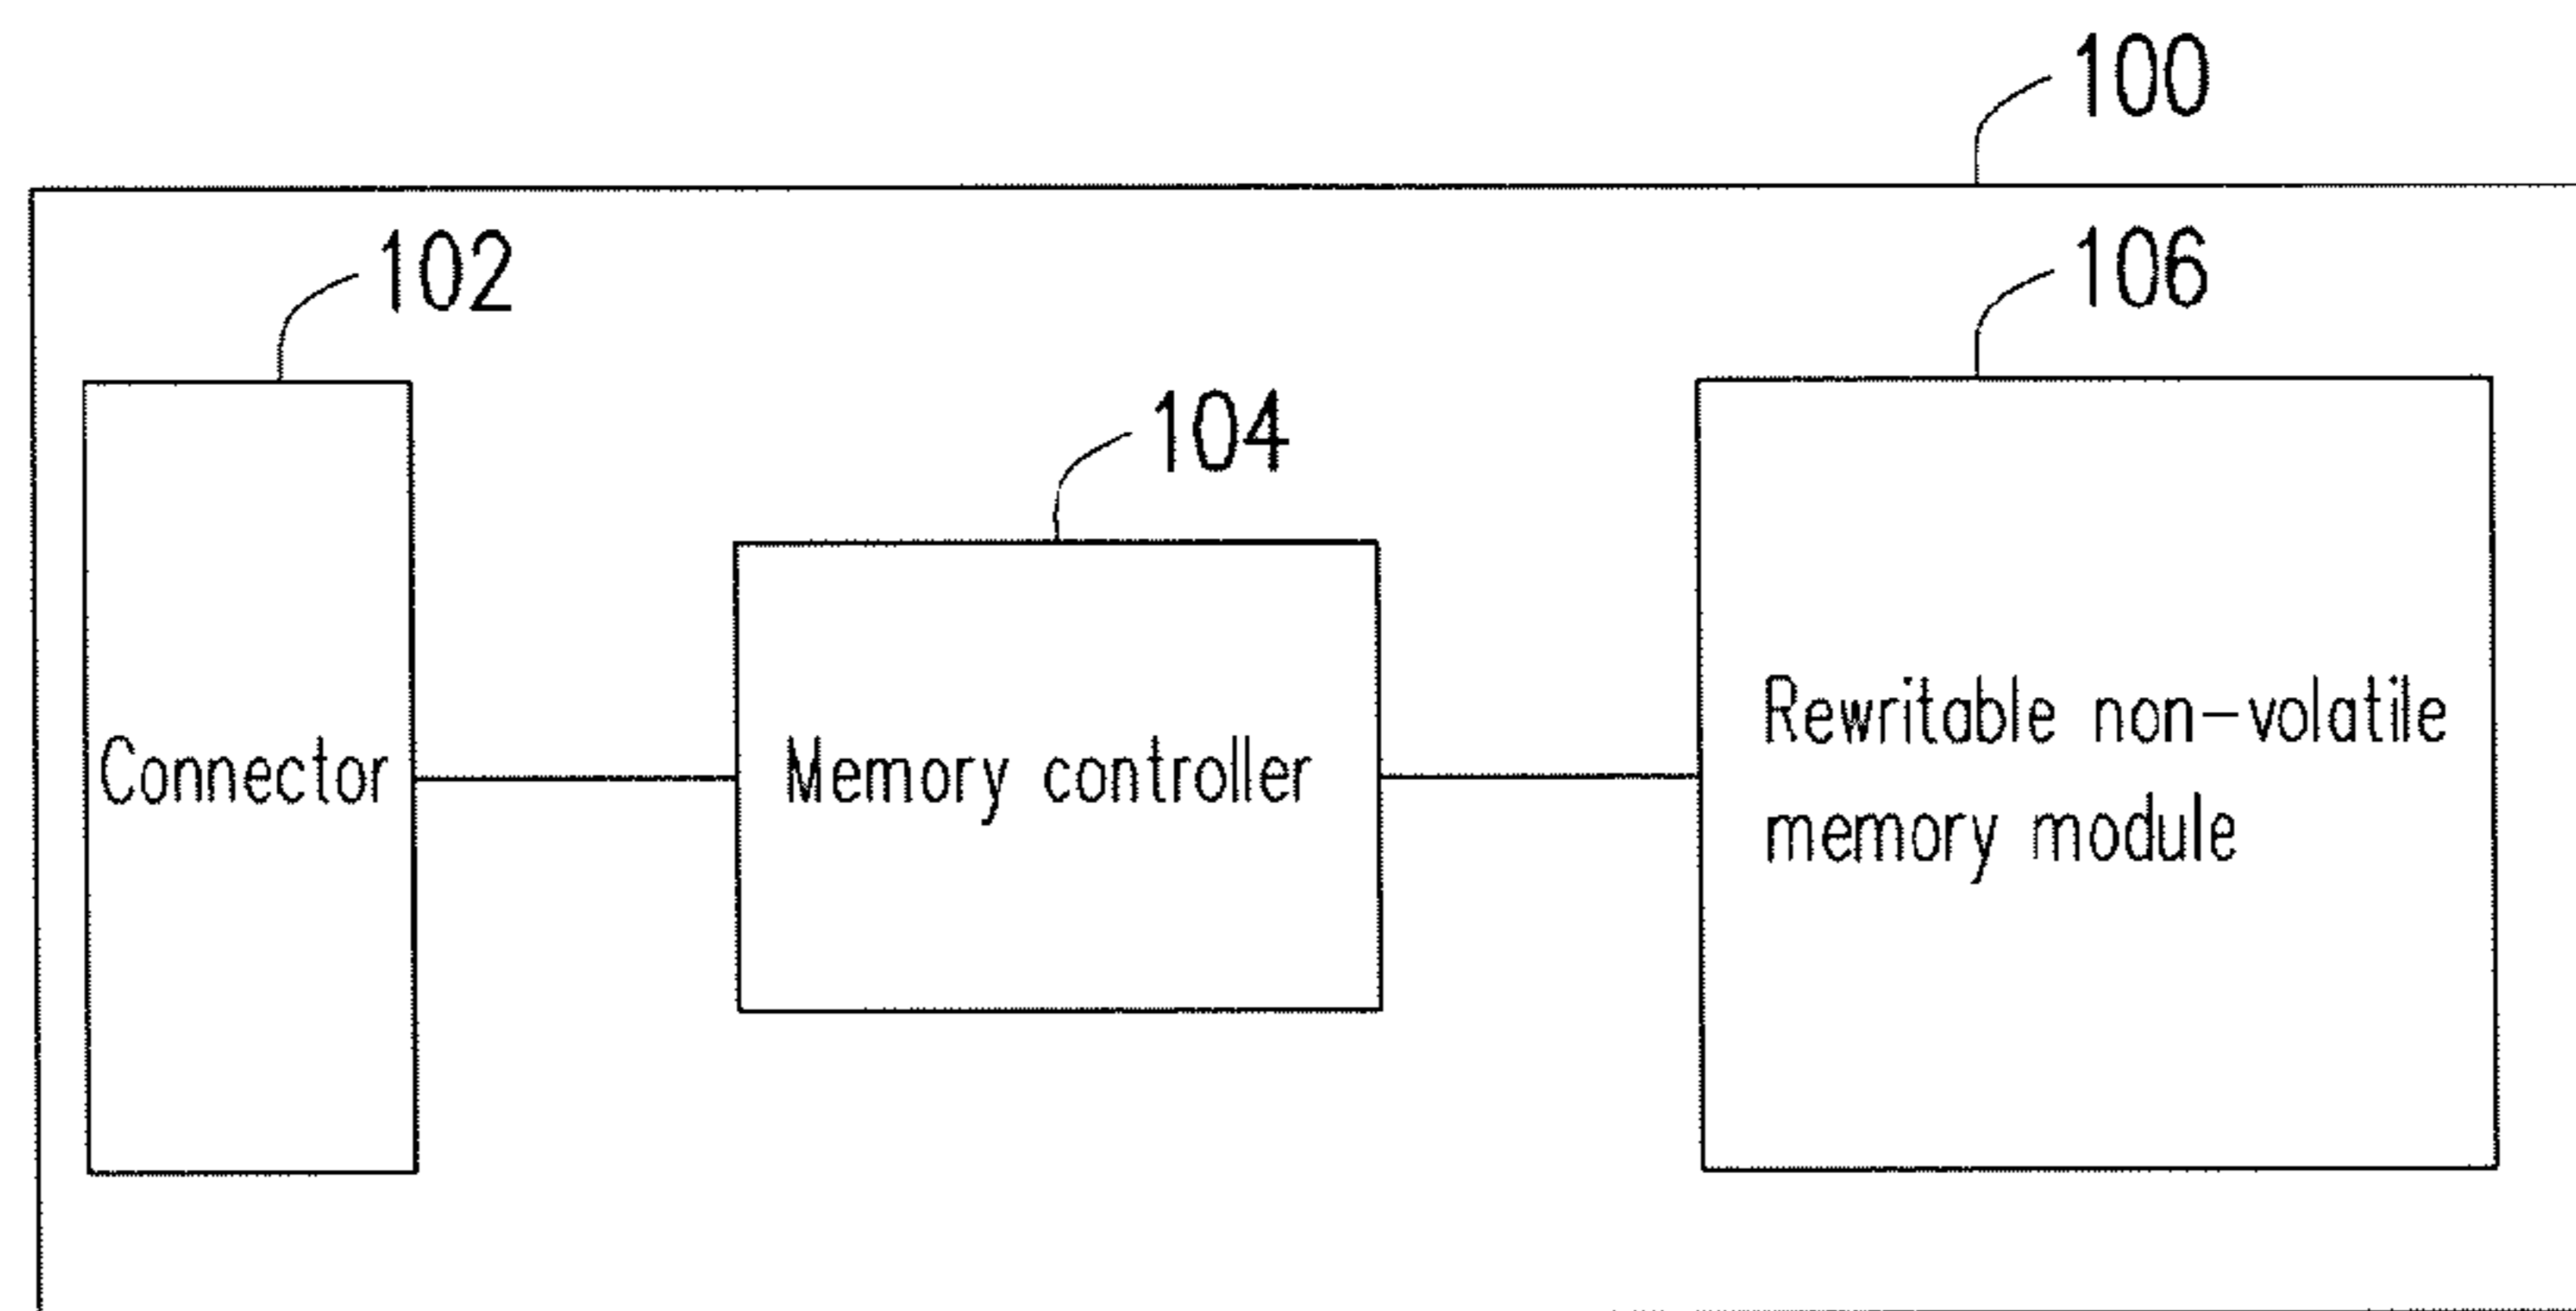 100
102
106
104
Connector
Memory controller
Rewritable non-volatile
memory module